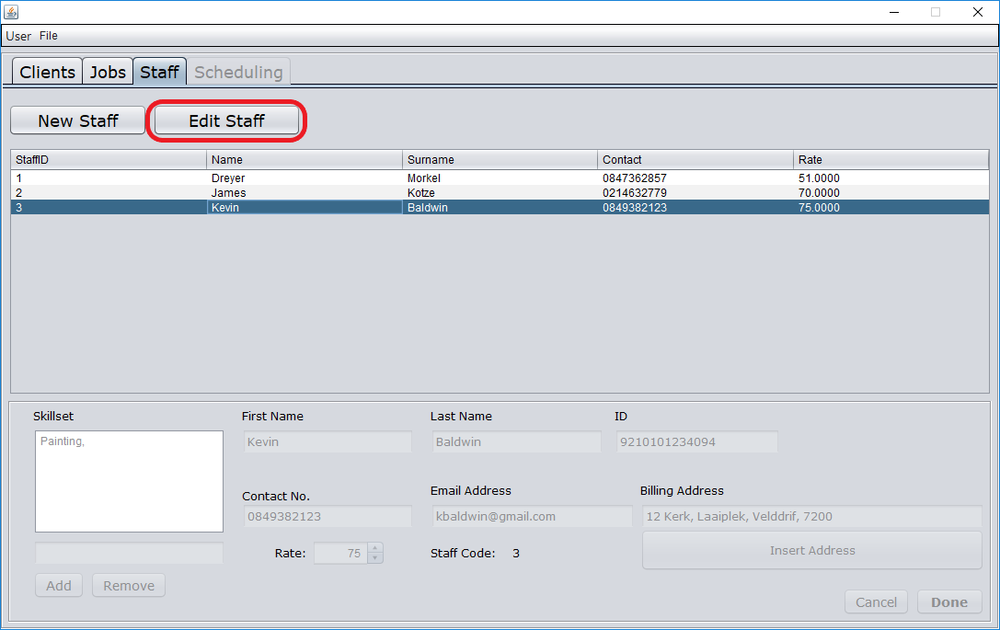 User File
Clients Jobs Staff Scheduling
New Staff Edit Staff
StaffID Name Surname Contact Rate
1 Dreyer Morkel 0847362857 51.0000
2 James Kotze 0214632779 70.0000
3 Kevin Baldwin 0849382123 75.0000
Skillset First Name Last Name ID
Painting, Kevin Baldwin 9210101234094
Contact No. Email Address Billing Address
0849382123 kbaldwin@gmail.com 12 Kerk, Laaiplek, Velddrif, 7200
Rate: 75 Staff Code: 3 Insert Address
Add Remove Cancel Done